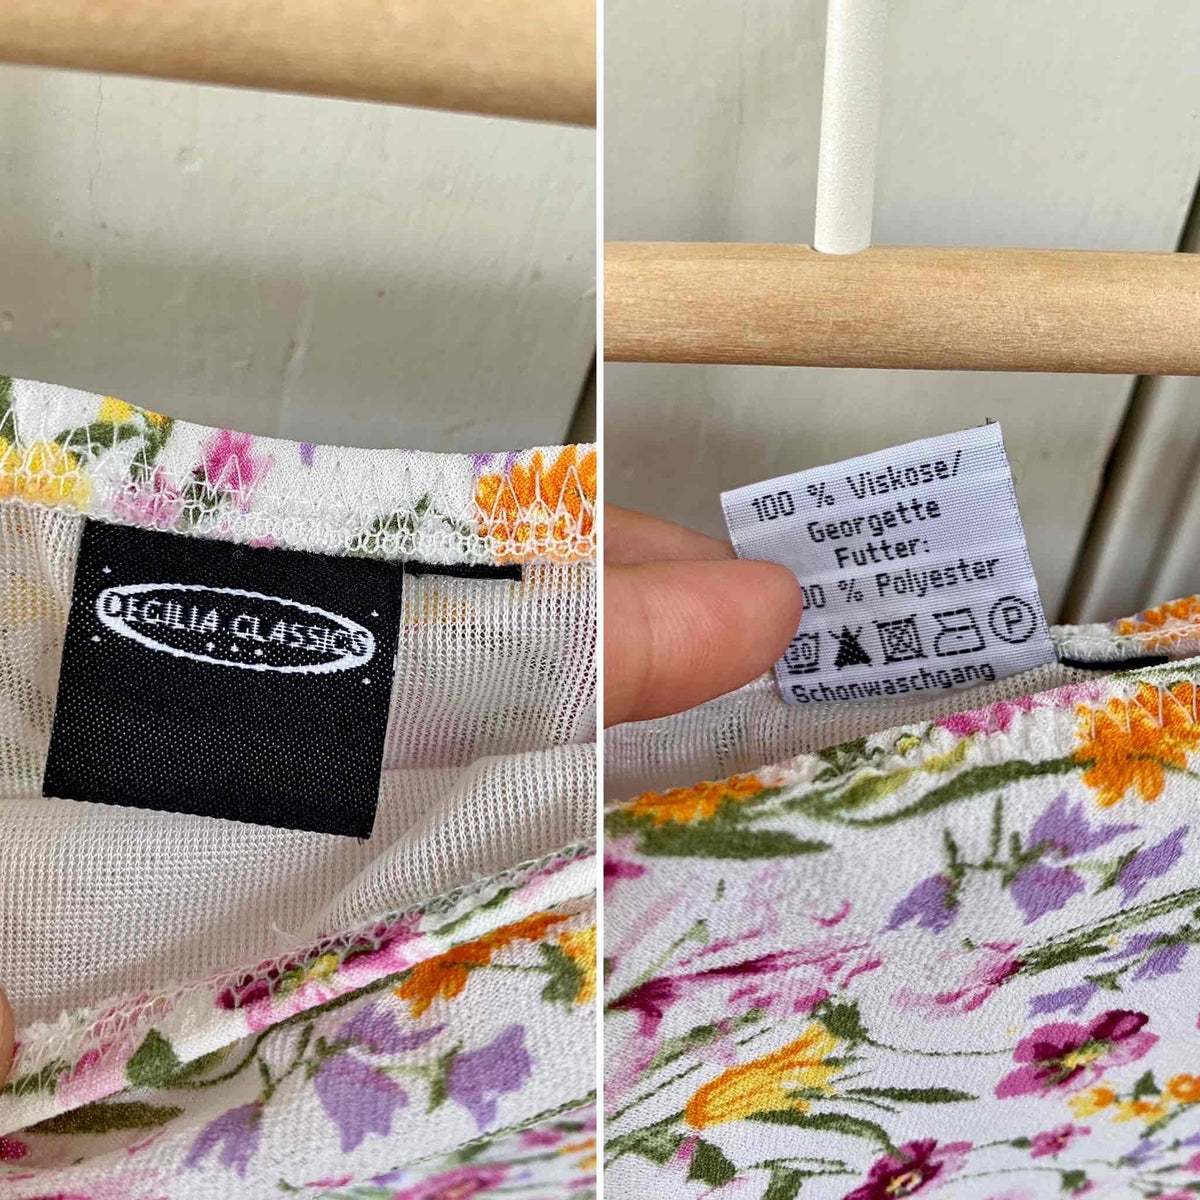 CECILIA CLASSICS
100 % Viskose/
Georgette
Futter:
00 % Polyester
P
Schonwaschgang